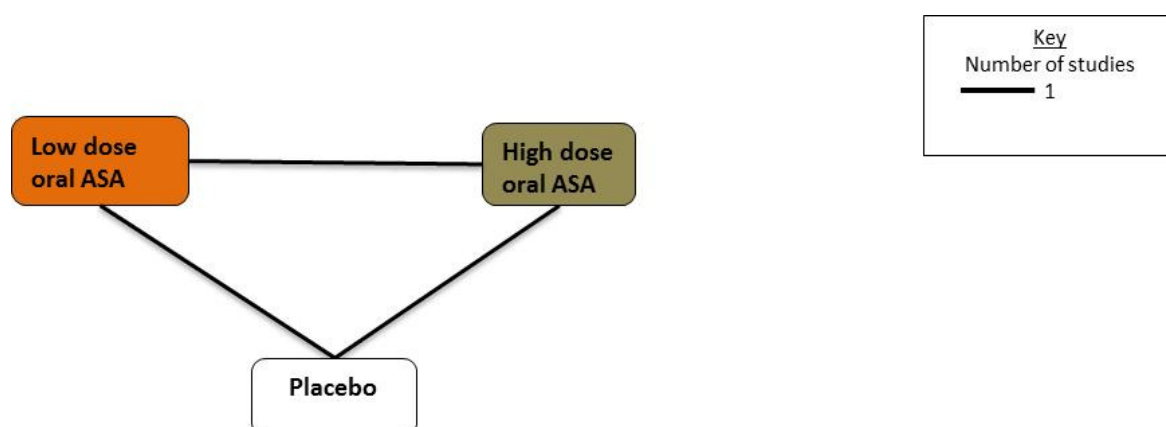 Key
Number of studies
1
Low dose
oral ASA
High dose
oral ASA
Placebo